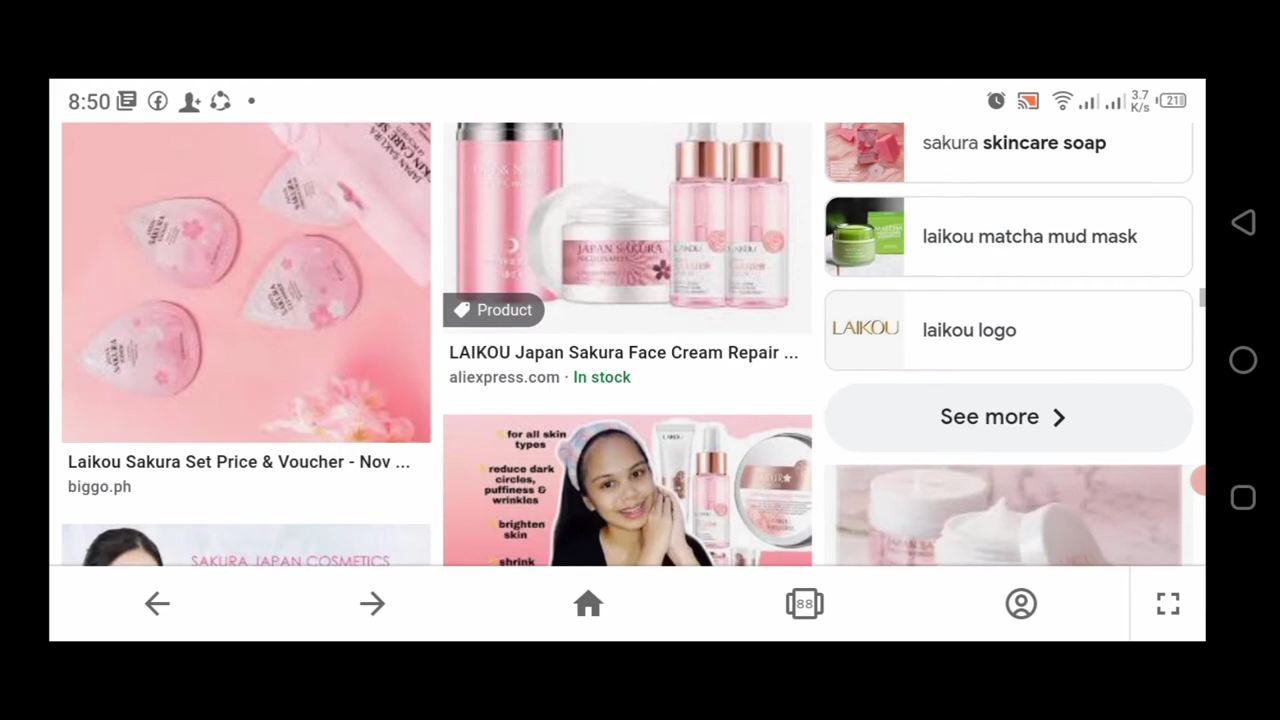 8:50
3.7
K/s
21
JAPAN SAKURA
Product
LAIKOU Japan Sakura Face Cream Repair ...
aliexpress.com · In stock
Laikou Sakura Set Price & Voucher - Nov ...
biggo.ph
SAKURA JAPAN COSMETICS
for all skin
types
reduce dark
circles,
puffiness &
wrinkles
brighten
skin
shrink
sakura skincare soap
laikou matcha mud mask
LAIKOU
laikou logo
See more
88